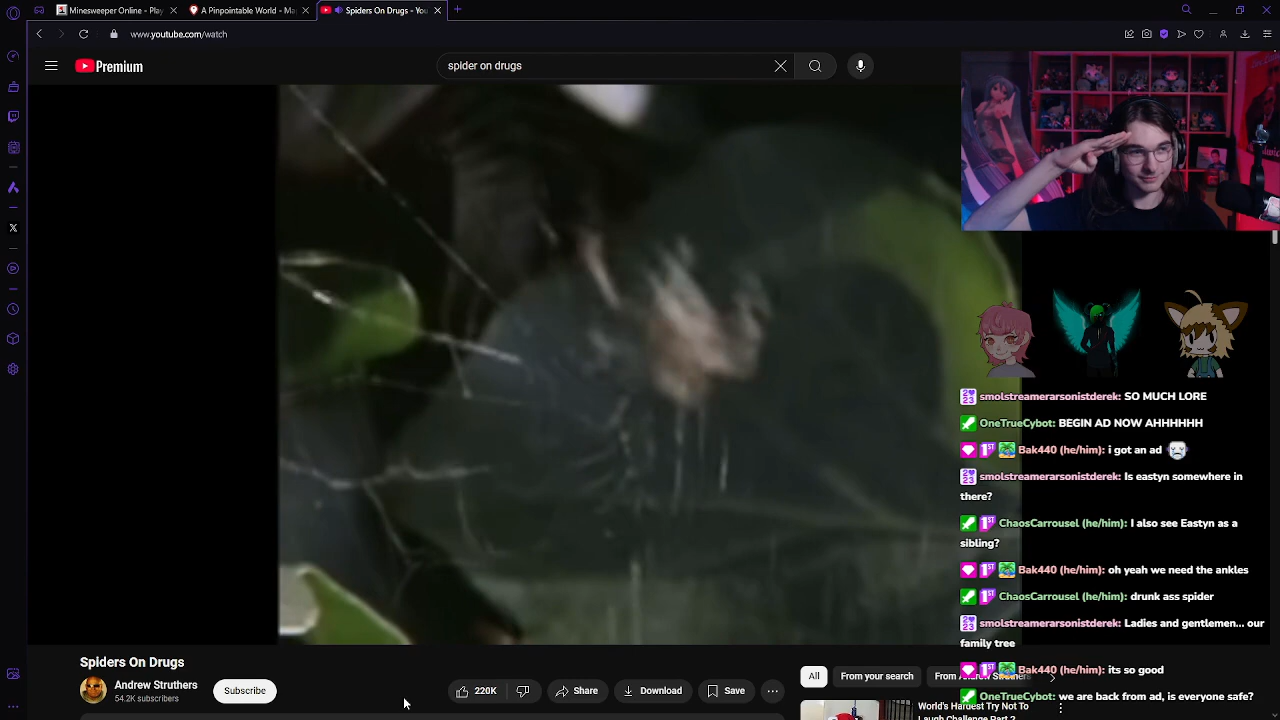 Minesweeper Online - Play
A Pinpointable World - Ma
Spiders On Drugs - You
www.youtube.com/watch
Premium
spider on drugs
smolstreamerarsonistderek: SO MUCH LORE
OneTrueCybot: BEGIN AD NOW AHHHHHH
Bak440 (he/him): i got an ad
smolstreamerarsonistderek: Is eastyn somewhere in
there?
ChaosCarrousel (he/him): I also see Eastyn as a
sibling?
Bak440 (he/him): oh yeah we need the ankles
ChaosCarrousel (he/him): drunk ass spider
smolstreamerarsonistderek: Ladies and gentlemen... our
family tree
Bak440 (he/him): its so good
OneTrueCybot: we are back from ad, is everyone safe?
Spiders On Drugs
Andrew Struthers
54.2K subscribers
Subscribe
220K
Share
Download
Save
All
From your search
From Andrew Struthers
World's Hardest Try Not To
Laugh Challenge Part 2